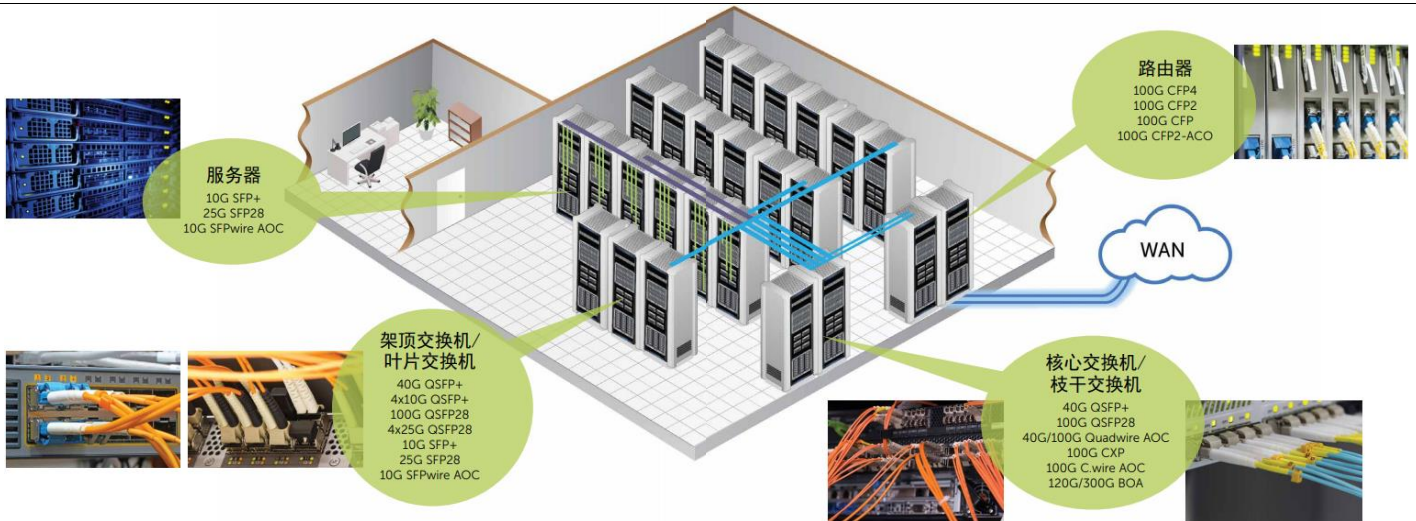 服务器
10G SFP+
25G SFP28
10G SFPwire AOC
路由器
100G CFP4
100G CFP2
100G CFP
100G CFP2-ACO
WAN
架顶交换机/
叶片交换机
40G QSFP+
4x10G QSFP+
100G QSFP28
4x25G QSFP28
10G SFP+
25G SFP28
10G SFPwire AOC
核心交换机/
枝干交换机
40G QSFP+
100G QSFP28
40G/100G Quadwire AOC
100G CXP
100G C.wire AOC
120G/300G BOA